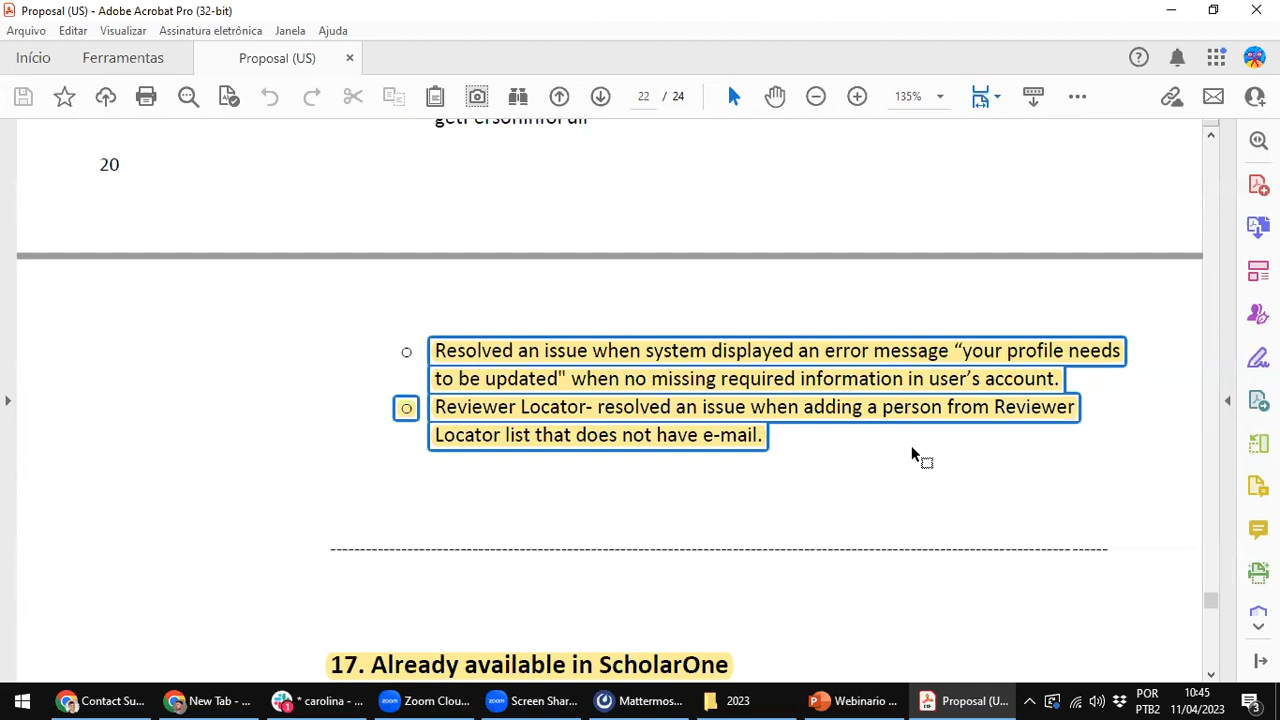 Proposal (US) - Adobe Acrobat Pro (32-bit)
Arquivo Editar Visualizar Assinatura eletrônica Janela Ajuda
Início Ferramentas Proposal (US) ×
22 / 24 135%
20
Resolved an issue when system displayed an error message “your profile needs
to be updated" when no missing required information in user’s account.
Reviewer Locator- resolved an issue when adding a person from Reviewer
Locator list that does not have e-mail.
17. Already available in ScholarOne
Contact Su... New Tab - ... * carolina - ... Zoom Clou... Screen Shar... Mattermos... 2023 Webinario ... Proposal (U... POR 10:45
PTB2 11/04/2023 3